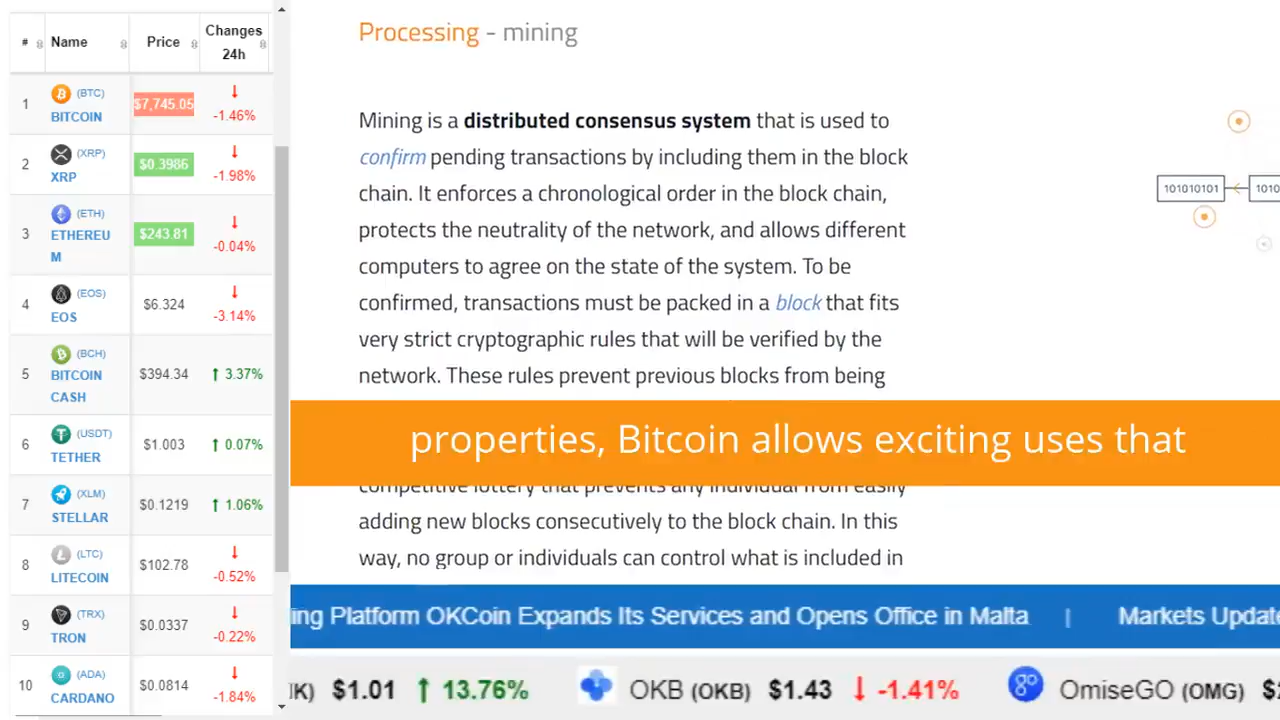 # Name Price Changes 24h
1 (BTC) BITCOIN $7,745.05 -1.46%
2 (XRP) XRP $0.3986 -1.98%
3 (ETH) ETHEREUM $243.81 -0.04%
4 (EOS) EOS $6.324 -3.14%
5 (BCH) BITCOIN CASH $394.34 ↑ 3.37%
6 (USDT) TETHER $1.003 ↑ 0.07%
7 (XLM) STELLAR $0.1219 ↑ 1.06%
8 (LTC) LITECOIN $102.78 ↓ -0.52%
9 (TRX) TRON $0.0337 ↓ -0.22%
10 (ADA) CARDANO $0.0814 ↓ -1.84%
Processing - mining
Mining is a distributed consensus system that is used to
confirm pending transactions by including them in the block
chain. It enforces a chronological order in the block chain,
protects the neutrality of the network, and allows different
computers to agree on the state of the system. To be
confirmed, transactions must be packed in a block that fits
very strict cryptographic rules that will be verified by the
network. These rules prevent previous blocks from being
properties, Bitcoin allows exciting uses that
competitive lottery that prevents any individual from easily
adding new blocks consecutively to the block chain. In this
way, no group or individuals can control what is included in
101010101 1010
ing Platform OKCoin Expands Its Services and Opens Office in Malta | Markets Update
IK) $1.01 ↑ 13.76% OKB (OKB) $1.43 ↓ -1.41% OmiseGO (OMG)